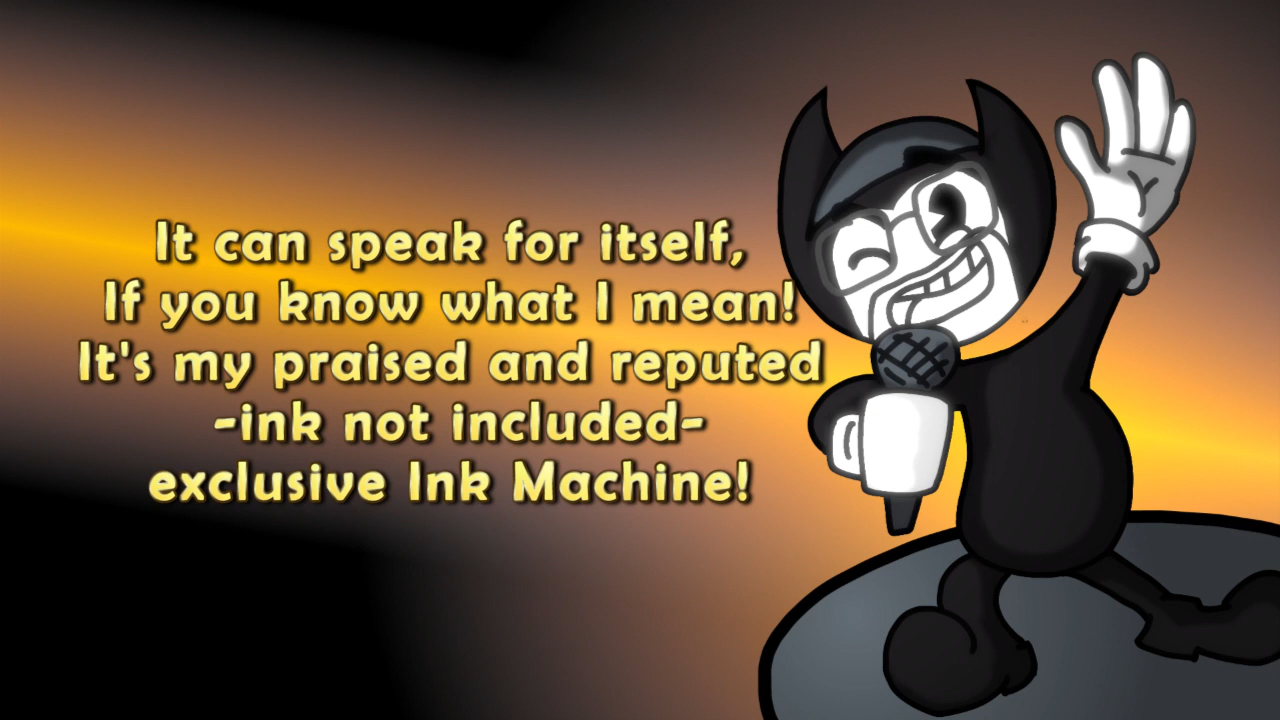 It can speak for itself,
If you know what I mean!
It's my praised and reputed
-ink not included-
exclusive Ink Machine!